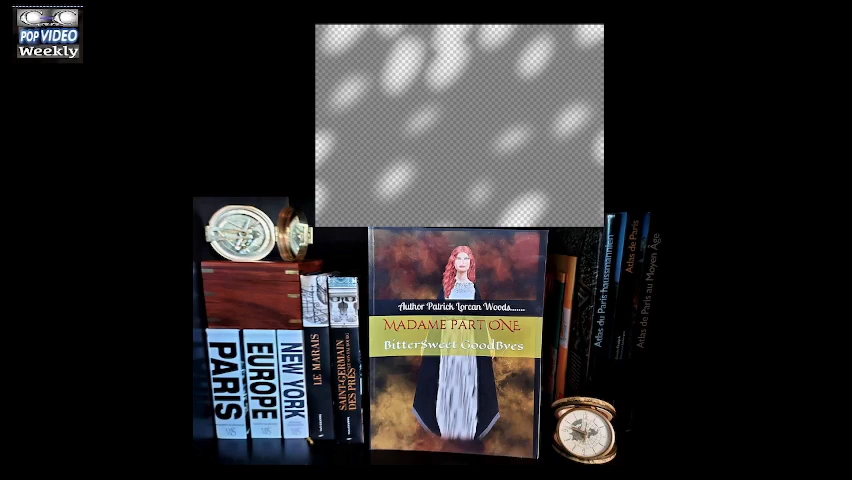 POP VIDEO
Weekly
Author Patrick Lorean Woods.......
MADAME PART ONE
BitterSweet GoodByes
PARIS
EUROPE
NEW YORK
LE MARAIS
SAINT-GERMAIN
DES PRÉS
Atlas du Paris haussmannien
Atlas de Paris
Atlas de Paris au Moyen Âge